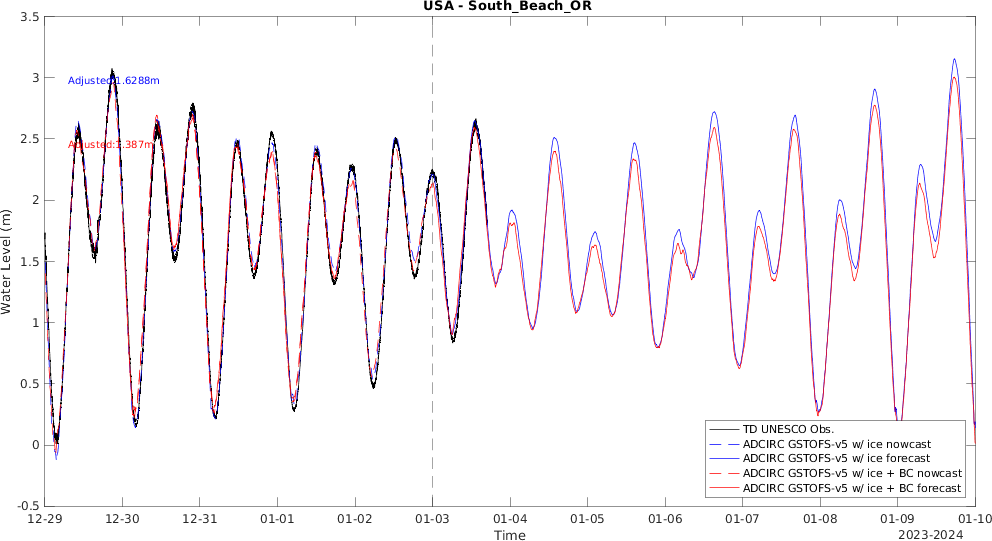 USA - South_Beach_OR
3.5
3
2.5
2
1.5
1
0.5
0
-0.5
Water Level (m)
Adjusted:1.6288m
Adjusted:1.387m
12-29 12-30 12-31 01-01 01-02 01-03 01-04 01-05 01-06 01-07 01-08 01-09 01-10
Time
2023-2024
TD UNESCO Obs.
ADCIRC GSTOFS-v5 w/ ice nowcast
ADCIRC GSTOFS-v5 w/ ice forecast
ADCIRC GSTOFS-v5 w/ ice + BC nowcast
ADCIRC GSTOFS-v5 w/ ice + BC forecast